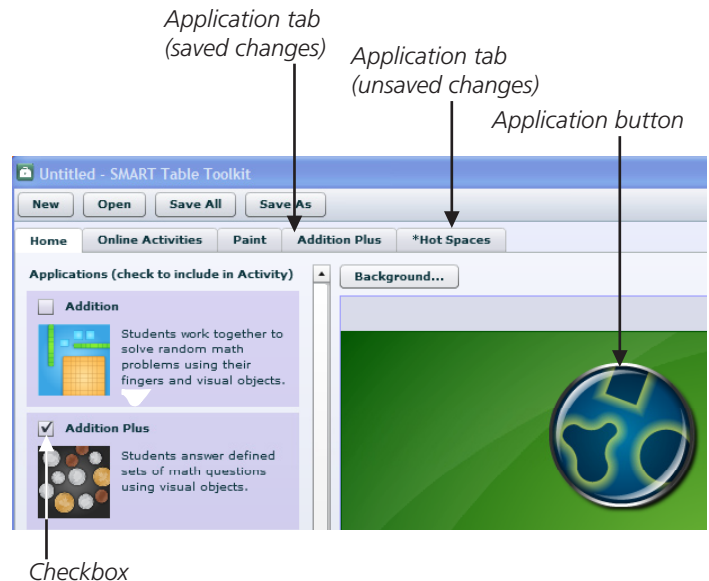 Application tab
(saved changes)
Application tab
(unsaved changes)
Application button
Untitled - SMART Table Toolkit
New Open Save All Save As
Home Online Activities Paint Addition Plus *Hot Spaces
Applications (check to include in Activity)
Background...
Addition
Students work together to
solve random math
problems using their
fingers and visual objects.
Addition Plus
Students answer defined
sets of math questions
using visual objects.
Checkbox